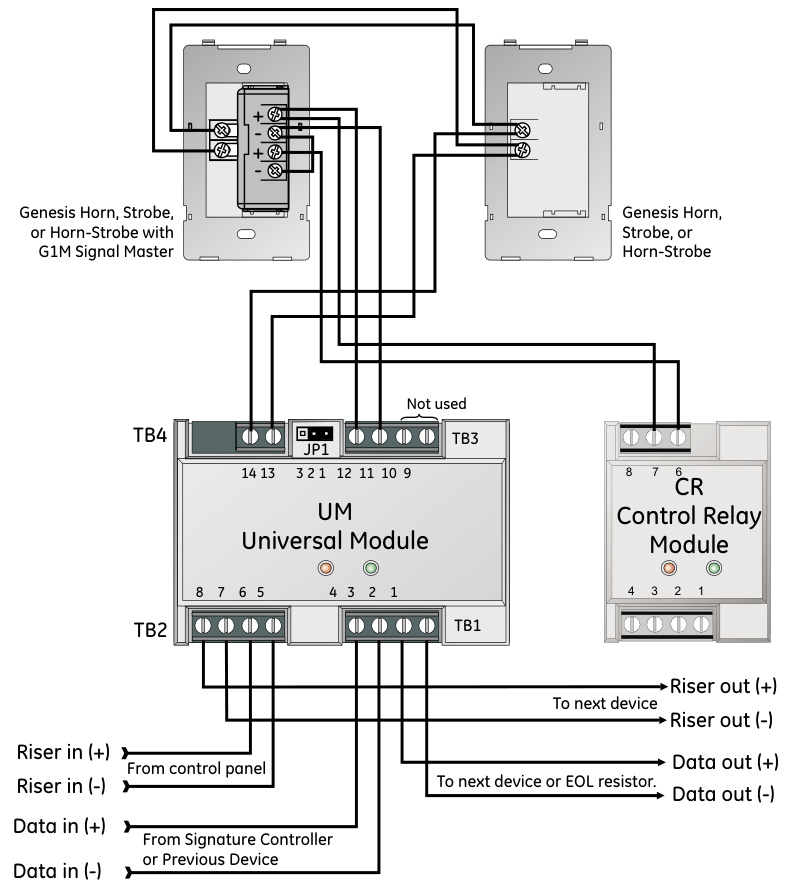 +
-
+
-
Genesis Horn, Strobe,
or Horn-Strobe with
G1M Signal Master
Genesis Horn,
Strobe, or
Horn-Strobe
Not used
TB4
JP1
TB3
14 13 3 2 1 12 11 10 9
8 7 6
UM
Universal Module
CR
Control Relay
Module
8 7 6 5 4 3 2 1
4 3 2 1
TB2
TB1
Riser out (+)
To next device
Riser out (-)
Riser in (+)
From control panel
Riser in (-)
Data out (+)
To next device or EOL resistor.
Data out (-)
Data in (+)
From Signature Controller
or Previous Device
Data in (-)